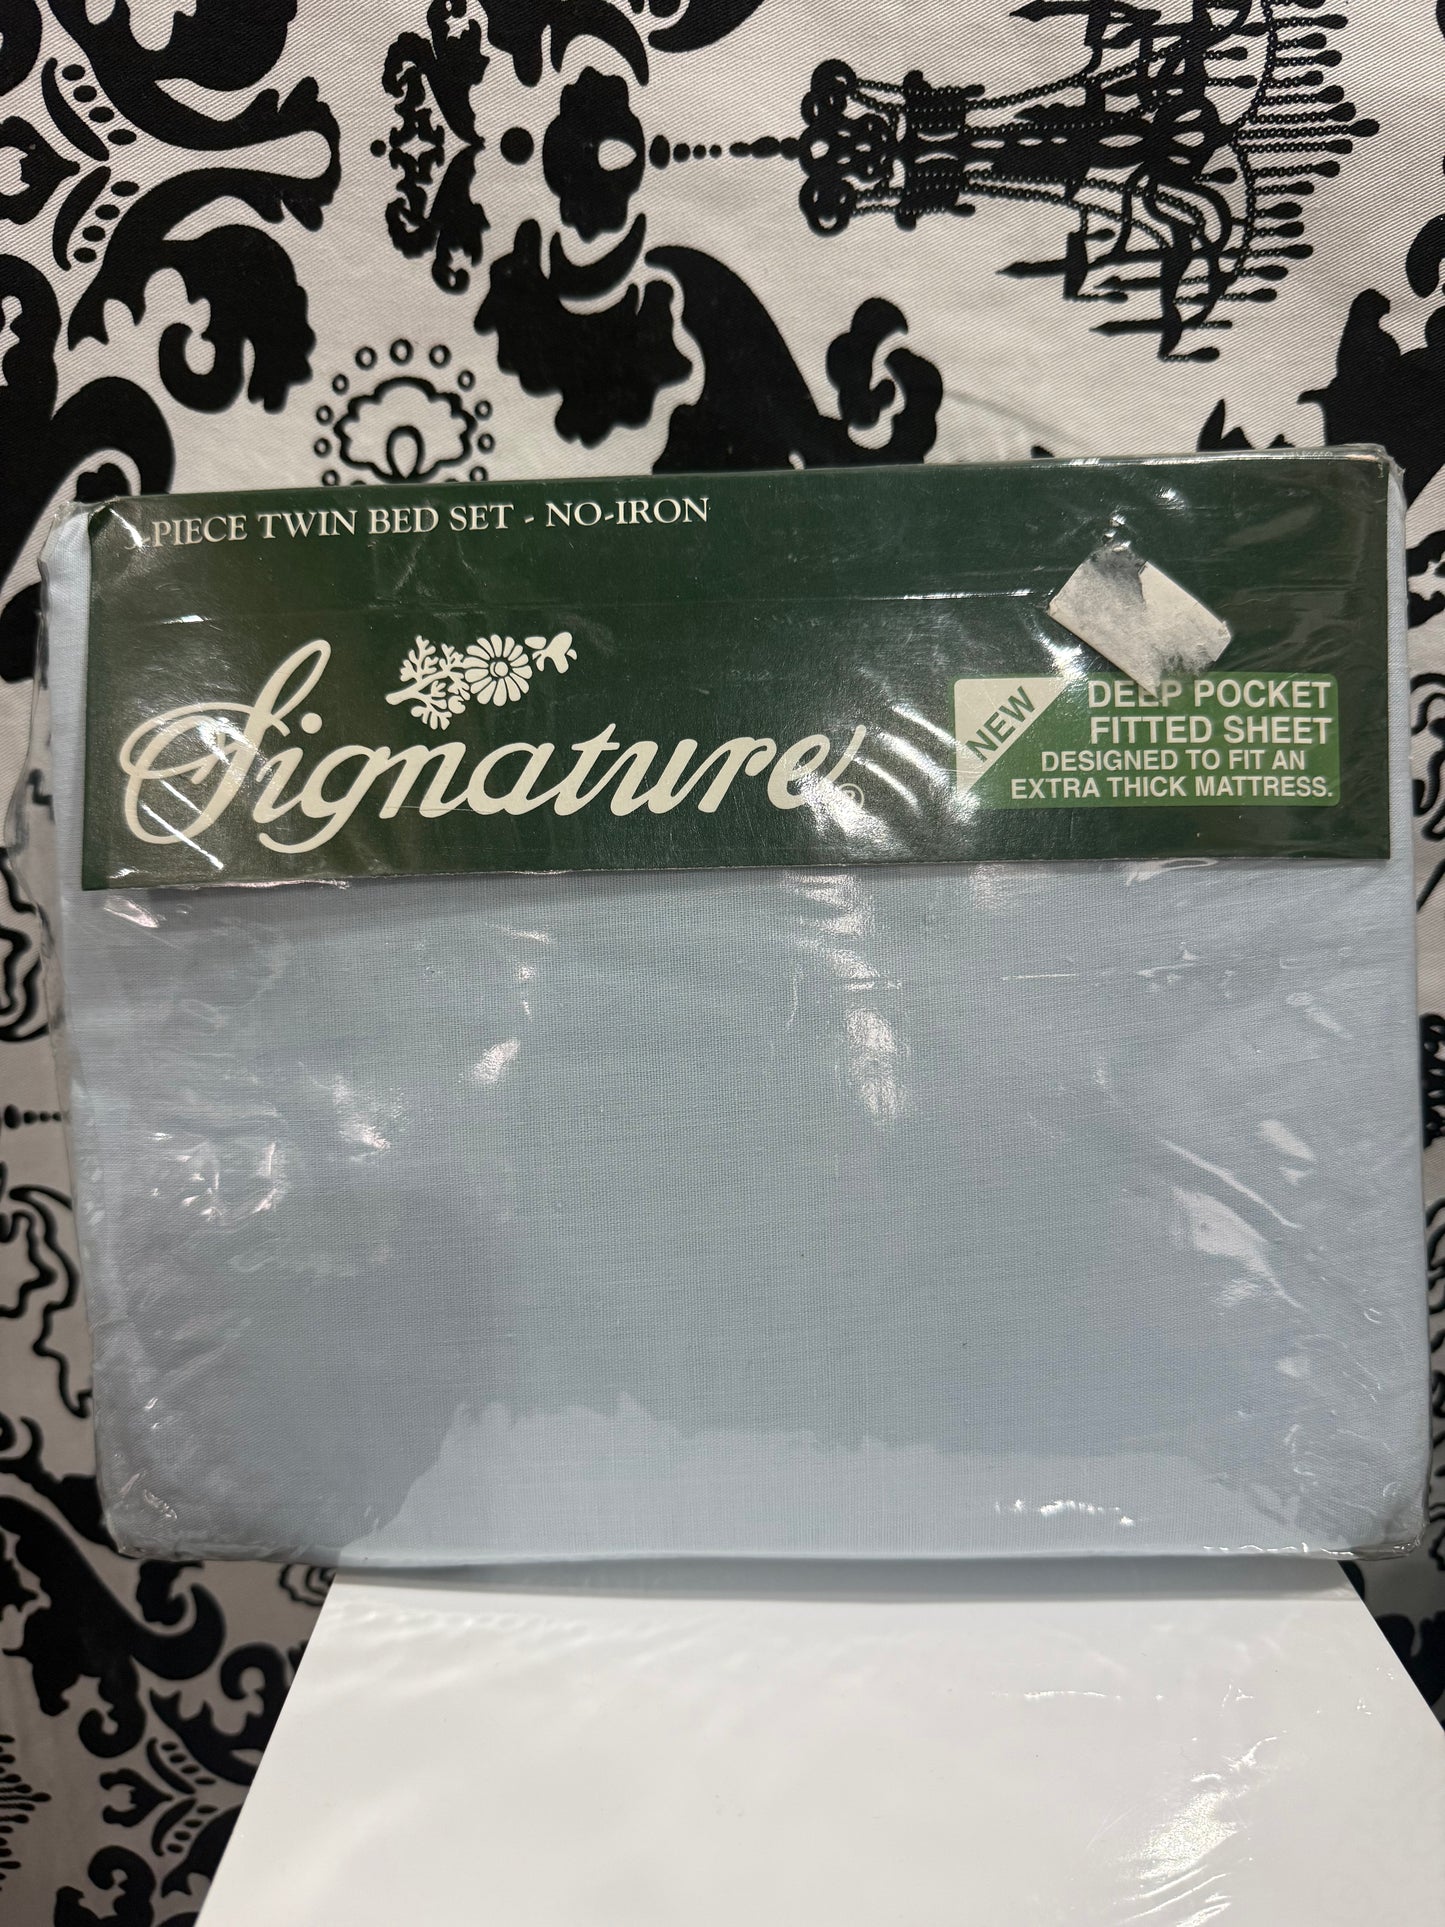 3-PIECE TWIN BED SET - NO-IRON
Signature®
NEW
DEEP POCKET
FITTED SHEET
DESIGNED TO FIT AN
EXTRA THICK MATTRESS.